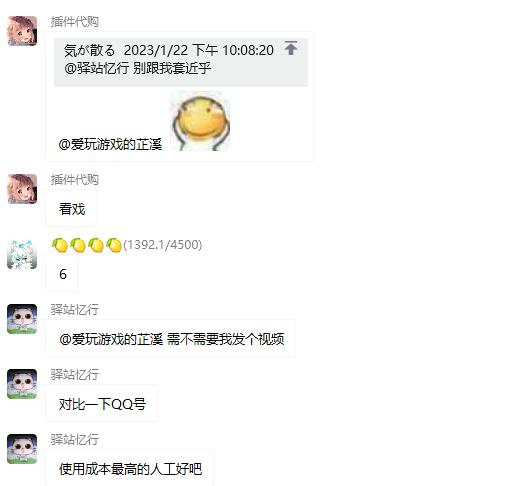 插件代购
気が散る 2023/1/22 下午 10:08:20
@驿站忆行 别跟我套近乎
@爱玩游戏的芷溪
插件代购
看戏
🍋🍋🍋🍋(1392.1/4500)
6
驿站忆行
@爱玩游戏的芷溪 需不需要我发个视频
驿站忆行
对比一下QQ号
驿站忆行
使用成本最高的人工好吧